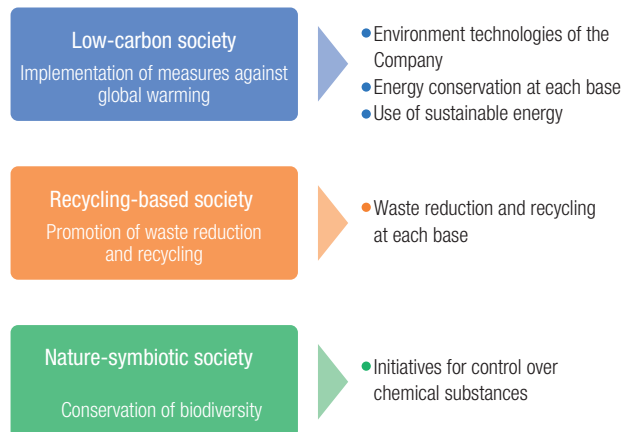 Low-carbon society
Implementation of measures against
global warming
●Environment technologies of the
Company
●Energy conservation at each base
●Use of sustainable energy
Recycling-based society
Promotion of waste reduction
and recycling
●Waste reduction and recycling
at each base
Nature-symbiotic society
Conservation of biodiversity
●Initiatives for control over
chemical substances